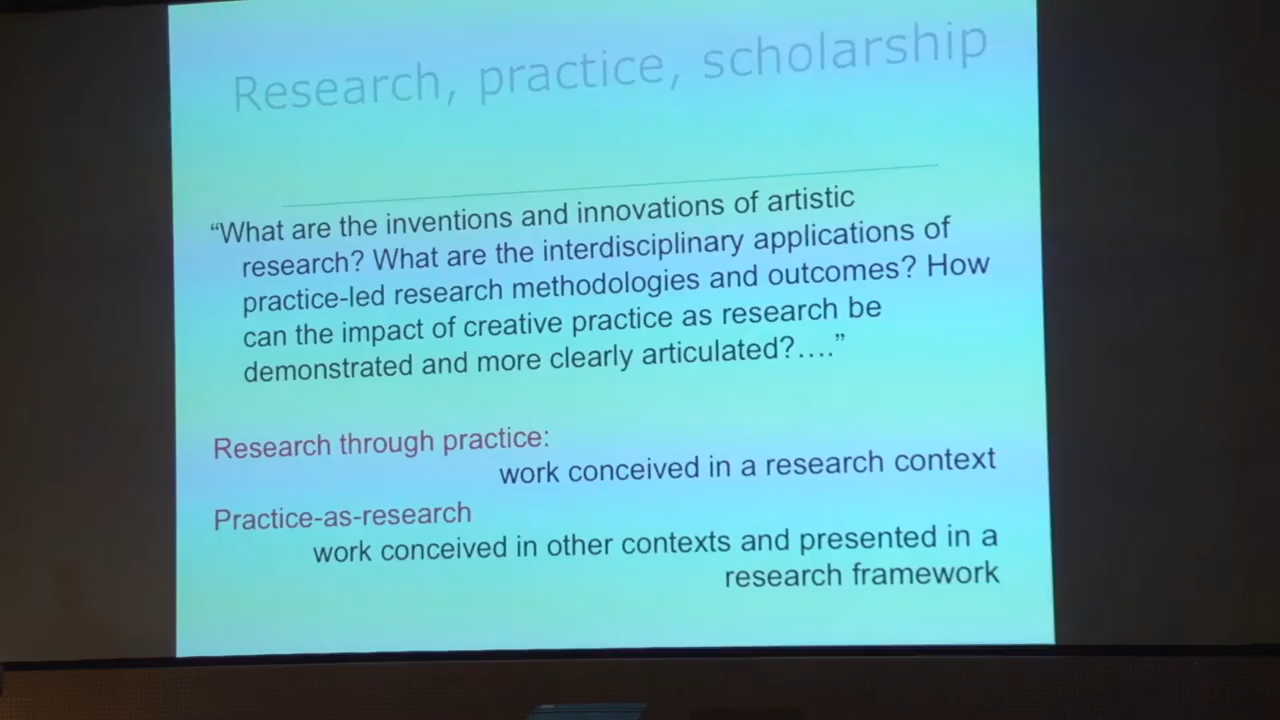 Research, practice, scholarship
“What are the inventions and innovations of artistic
research? What are the interdisciplinary applications of
practice-led research methodologies and outcomes? How
can the impact of creative practice as research be
demonstrated and more clearly articulated?....”
Research through practice:
work conceived in a research context
Practice-as-research
work conceived in other contexts and presented in a
research framework